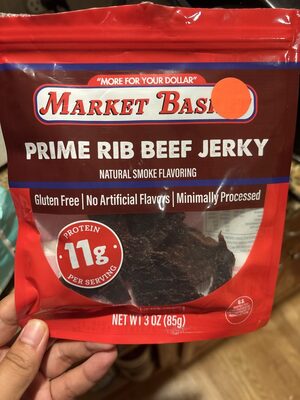 "MORE FOR YOUR DOLLAR"
MARKET BAS
PRIME RIB BEEF JERKY
NATURAL SMOKE FLAVORING
Gluten Free | No Artificial Flavors | Minimally Processed
PROTEIN
11g
PER SERVING
NET WT 3 OZ (85g)
U.S.